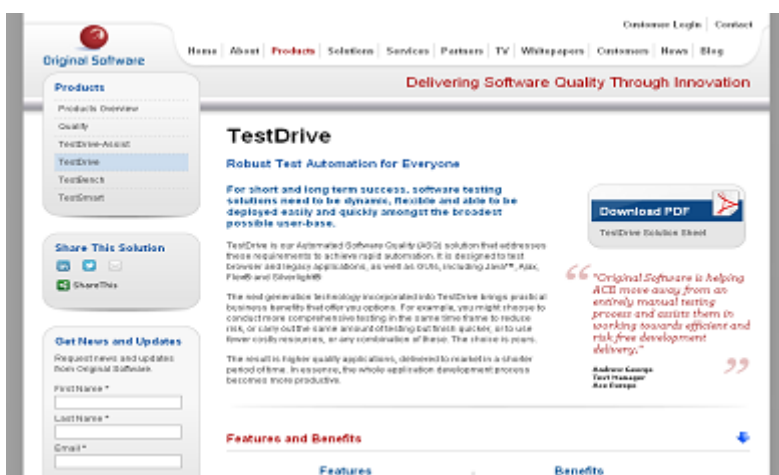 Customer Login Contact
Original Software
Home About Products Solutions Services Partners TV Whitepapers Customers News Blog
Delivering Software Quality Through Innovation
Products
Products Overview
Qualify
TestDrive-Assist
TestDrive
TestBench
TestSmart
Share This Solution
ShareThis
Get News and Updates
Request news and updates
from Original Software.
First Name *
Last Name *
Email *
TestDrive
Robust Test Automation for Everyone
For short and long term success, software testing
solutions need to be dynamic, flexible and able to be
deployed easily and quickly amongst the broadest
possible user-base.
TestDrive is our Automated Software Quality (ASQ) solution that addresses
these requirements to achieve rapid automation. It is designed to test
browser and legacy applications, as well as GUIs, including Java™, Ajax,
Flex® and Silverlight®
The next generation technology incorporated into TestDrive brings practical
business benefits that offer you options. For example, you might choose to
conduct more comprehensive testing in the same time frame to reduce
risk, or carry out the same amount of testing but finish quicker, or to use
fewer costly resources, or any combination of these. The choice is yours.
The result is higher quality applications, delivered to market in a shorter
period of time. In essence, the whole application development process
becomes more productive.
Download PDF
TestDrive Solution Sheet
"Original Software is helping
ACE move away from an
entirely manual testing
process and assists them in
working towards efficient and
risk free development
delivery."
Andrew George
Test Manager
Ace Europe
Features and Benefits
Features Benefits